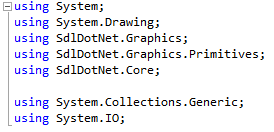 using System;
using System.Drawing;
using SdlDotNet.Graphics;
using SdlDotNet.Graphics.Primitives;
using SdlDotNet.Core;
using System.Collections.Generic;
using System.IO;